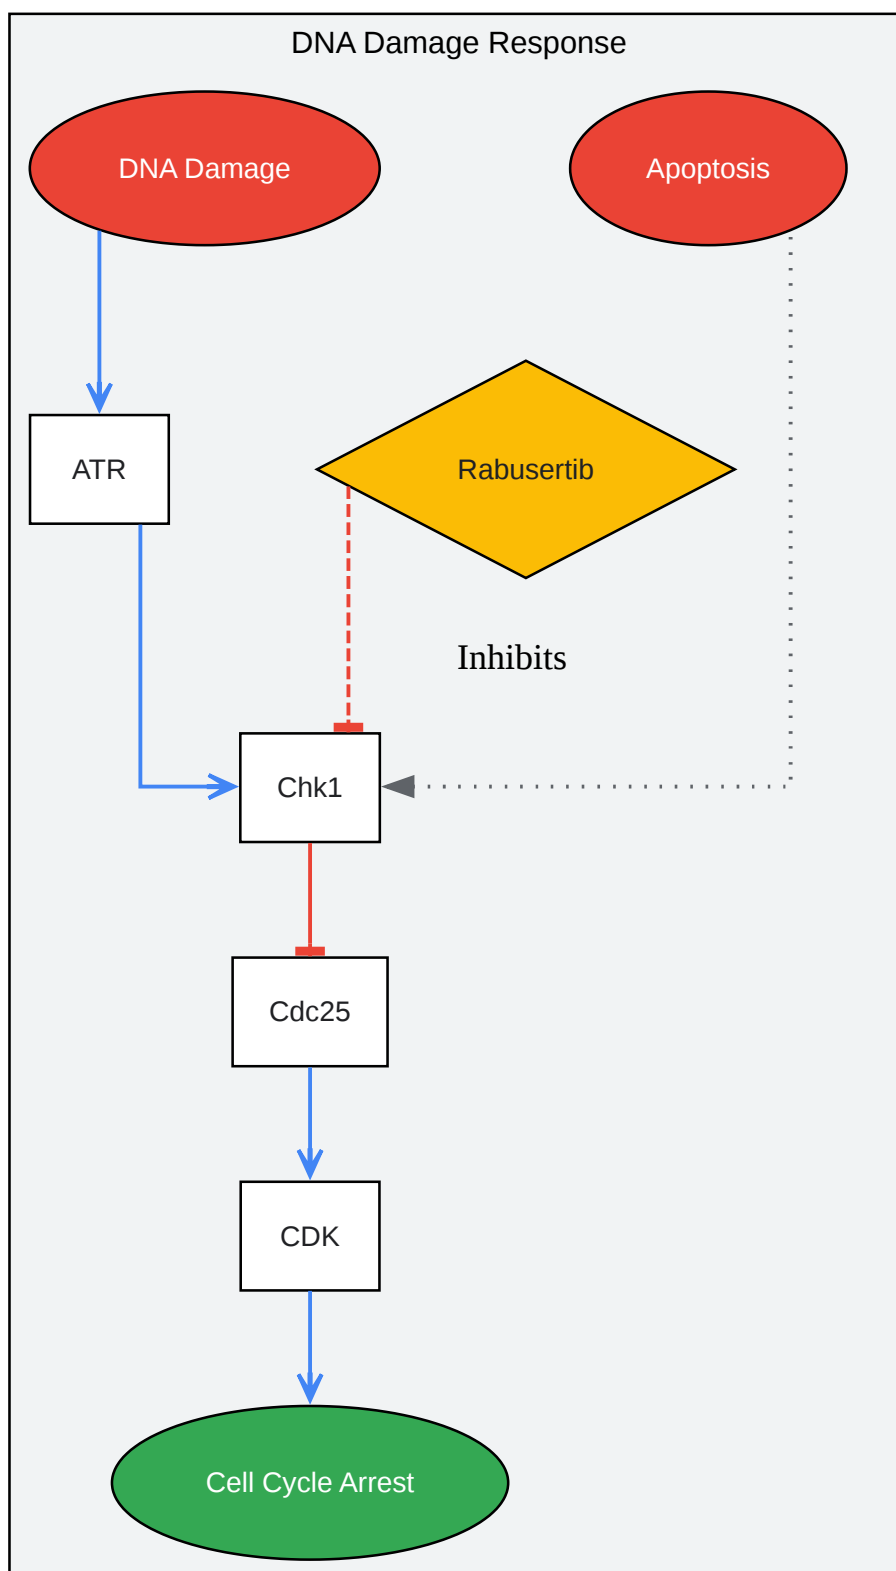 DNA Damage Response
DNA Damage
Apoptosis
ATR
Rabusertib
Inhibits
Chk1
Cdc25
CDK
Cell Cycle Arrest